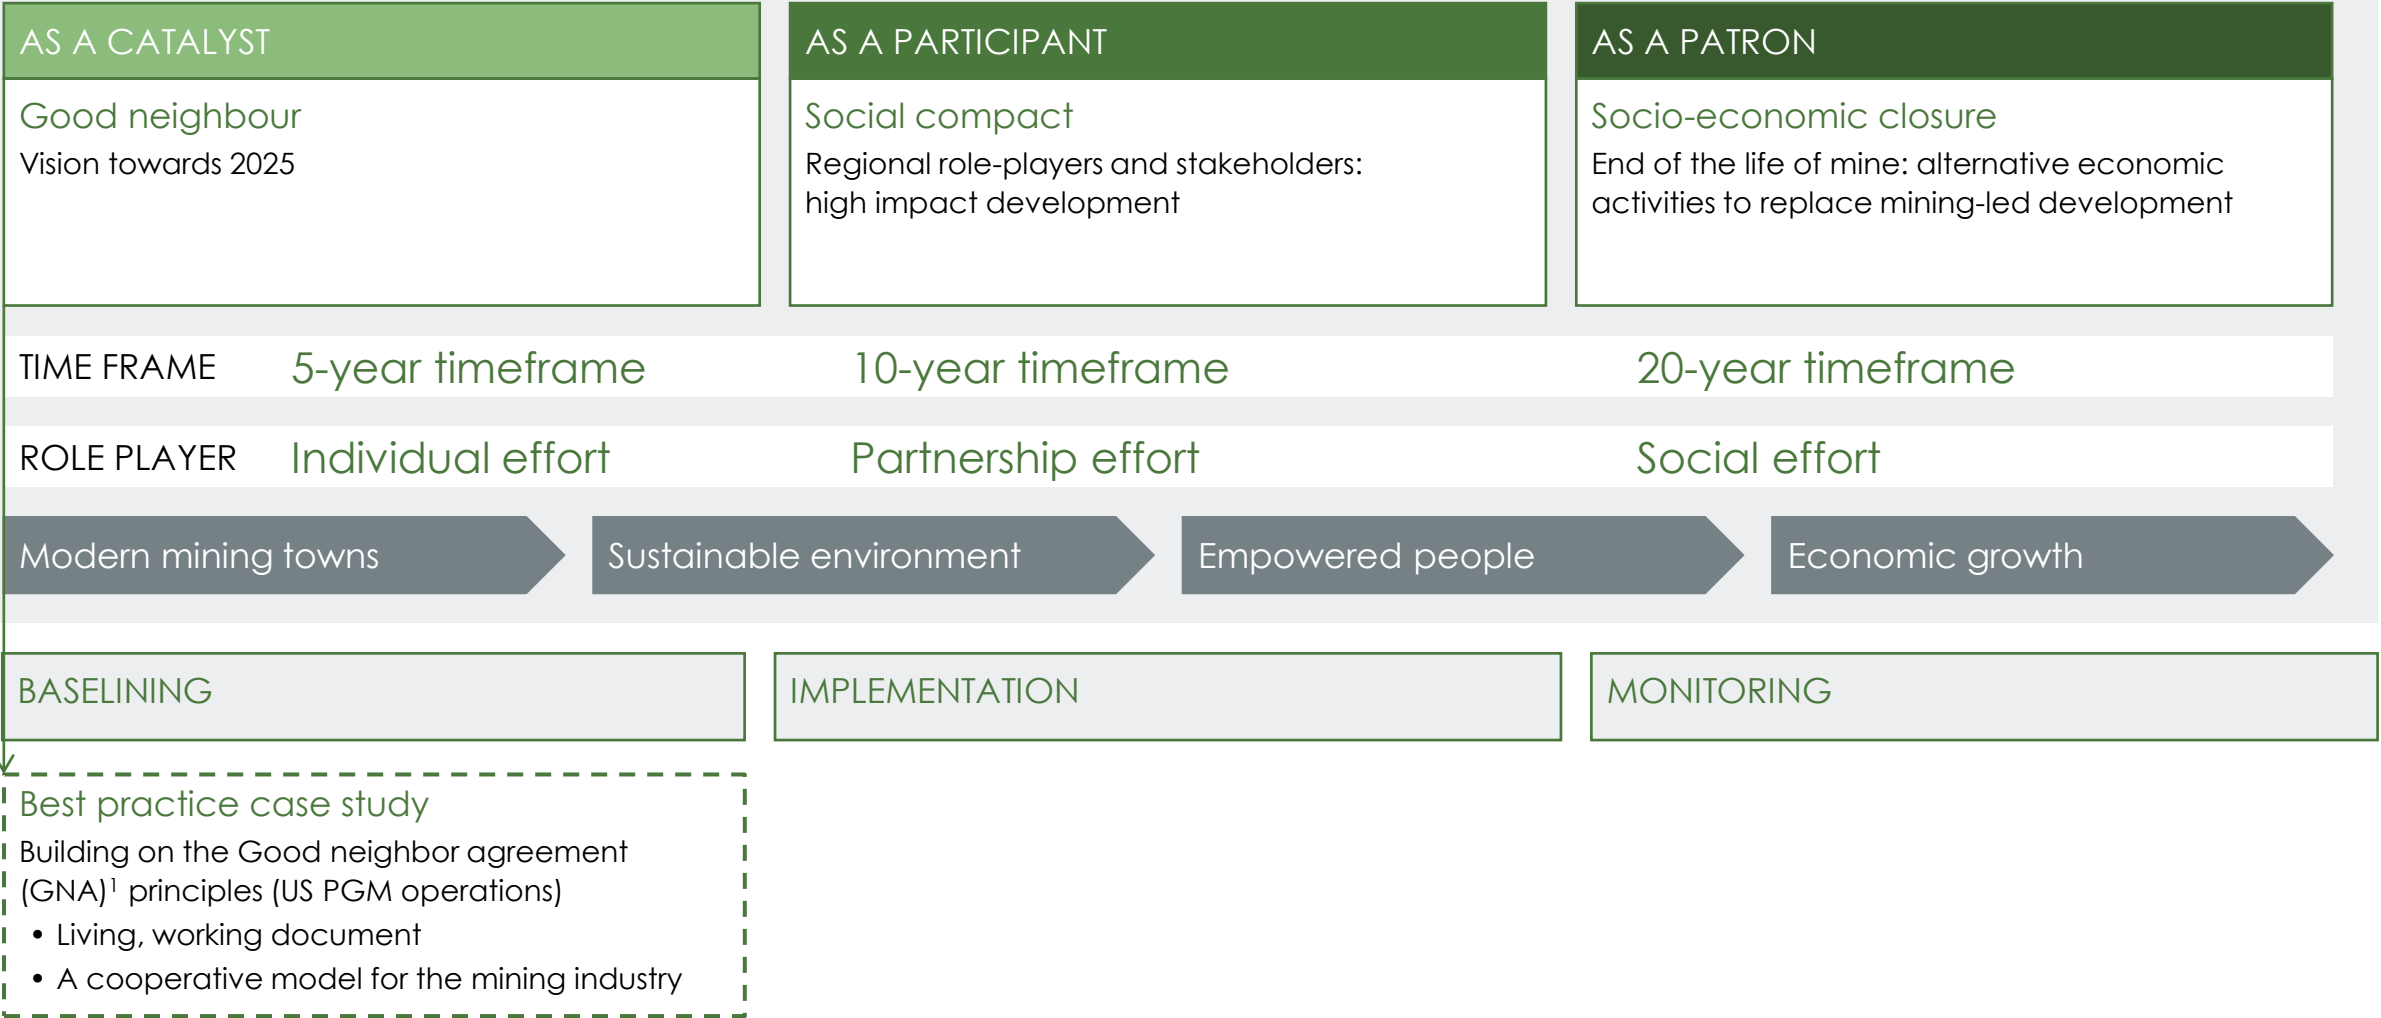 AS A CATALYST
Good neighbour
Vision towards 2025
AS A PARTICIPANT
Social compact
Regional role-players and stakeholders:
high impact development
AS A PATRON
Socio-economic closure
End of the life of mine: alternative economic
activities to replace mining-led development
TIME FRAME 5-year timeframe 10-year timeframe 20-year timeframe
ROLE PLAYER Individual effort Partnership effort Social effort
Modern mining towns Sustainable environment Empowered people Economic growth
BASELINING IMPLEMENTATION MONITORING
Best practice case study
Building on the Good neighbor agreement
(GNA)¹ principles (US PGM operations)
• Living, working document
• A cooperative model for the mining industry